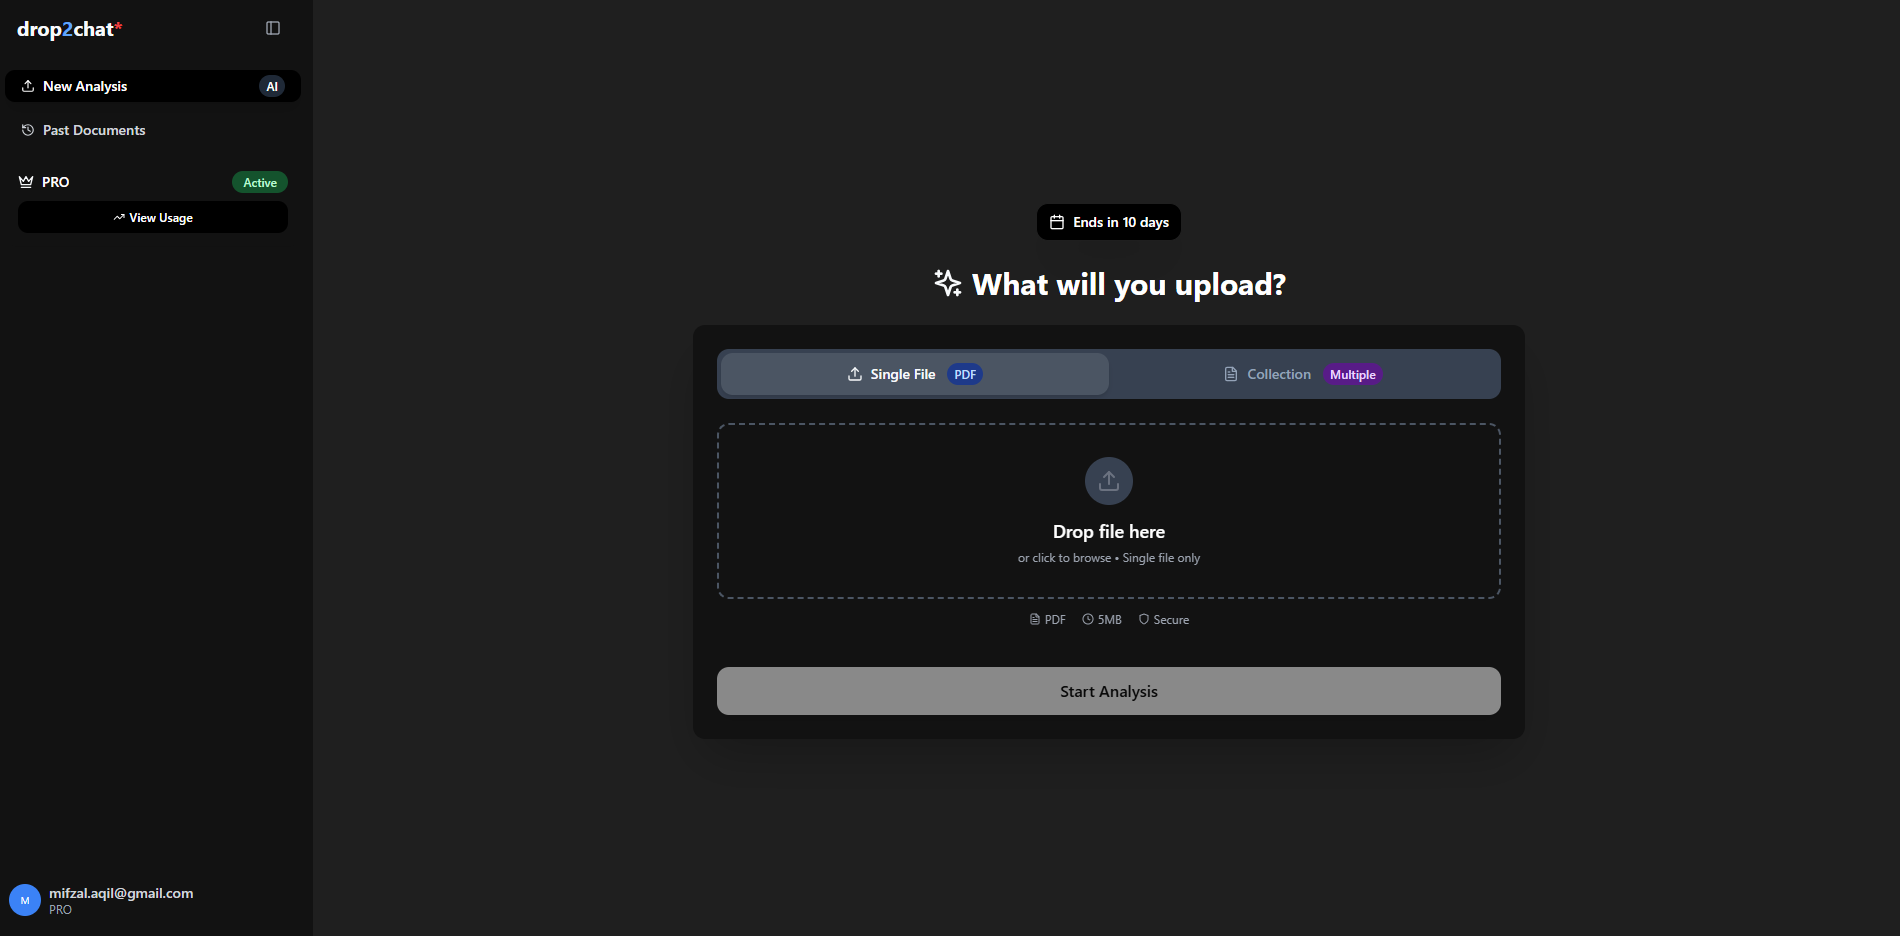 drop2chat*
New Analysis AI
Past Documents
PRO Active
View Usage
Ends in 10 days
What will you upload?
Single File PDF
Collection Multiple
Drop file here
or click to browse • Single file only
PDF 5MB Secure
Start Analysis
M
mifzal.aqil@gmail.com
PRO